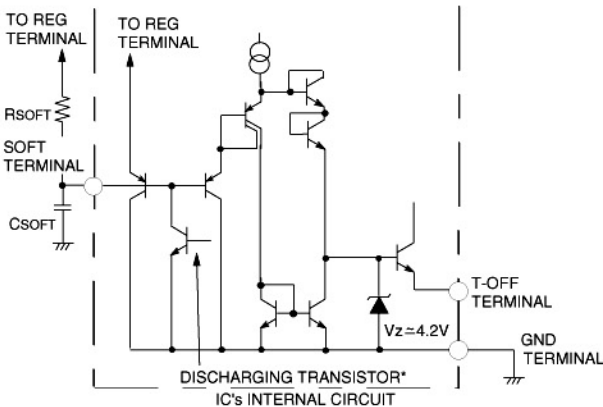 TO REG
TERMINAL
TO REG
TERMINAL
RSOFT
SOFT
TERMINAL
CSOFT
T-OFF
TERMINAL
Vz≃4.2V
GND
TERMINAL
DISCHARGING TRANSISTOR*
IC's INTERNAL CIRCUIT